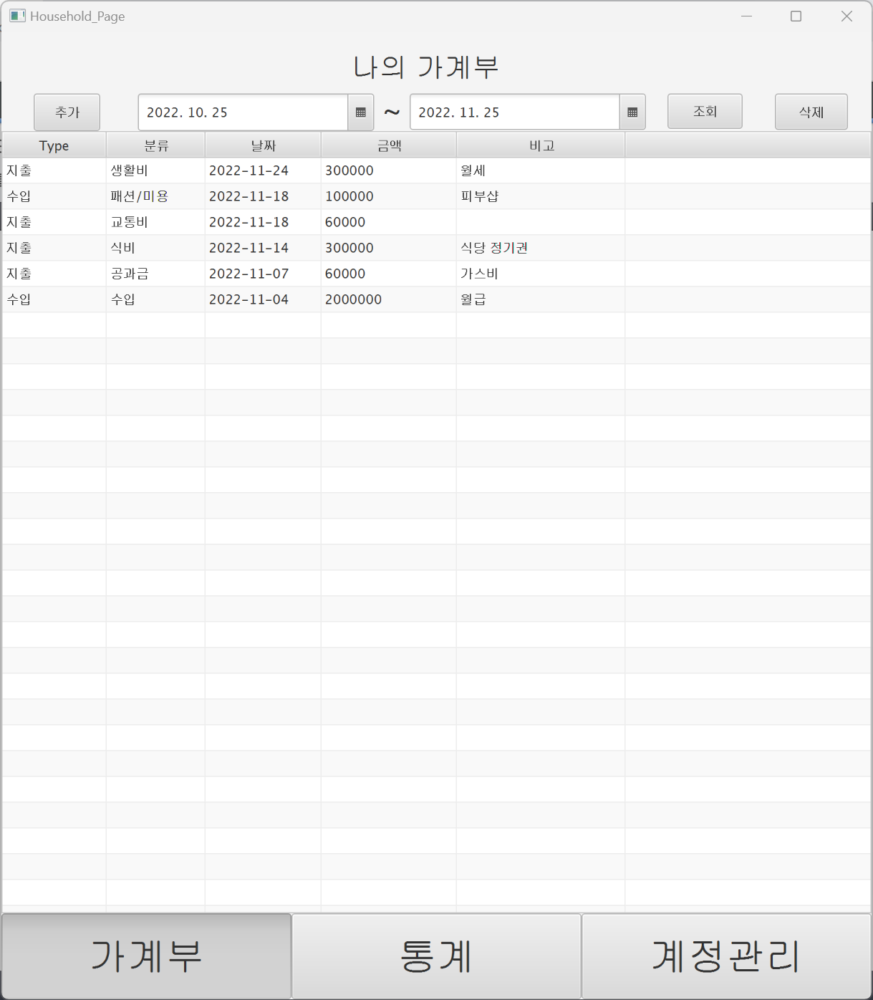 Household_Page
나의 가계부
추가 2022. 10. 25 ~ 2022. 11. 25 조회 삭제
Type 분류 날짜 금액 비고
지출 생활비 2022-11-24 300000 월세
수입 패션/미용 2022-11-18 100000 피부샵
지출 교통비 2022-11-18 60000
지출 식비 2022-11-14 300000 식당 정기권
지출 공과금 2022-11-07 60000 가스비
수입 수입 2022-11-04 2000000 월급
가계부 통계 계정관리